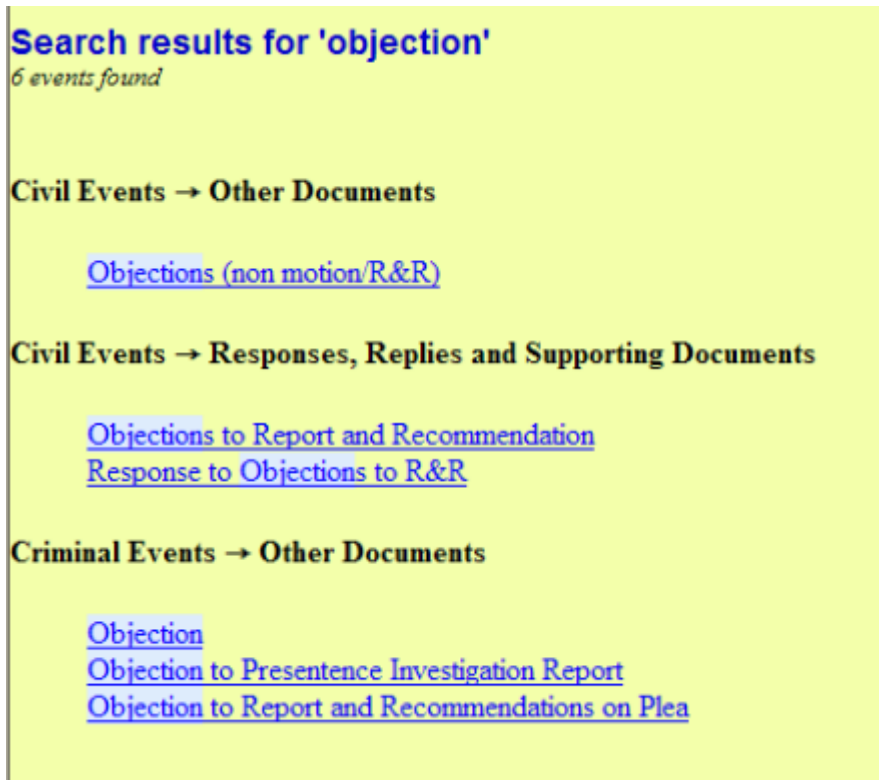 Search results for 'objection'
6 events found
Civil Events → Other Documents
Objections (non motion/R&R)
Civil Events → Responses, Replies and Supporting Documents
Objections to Report and Recommendation
Response to Objections to R&R
Criminal Events → Other Documents
Objection
Objection to Presentence Investigation Report
Objection to Report and Recommendations on Plea